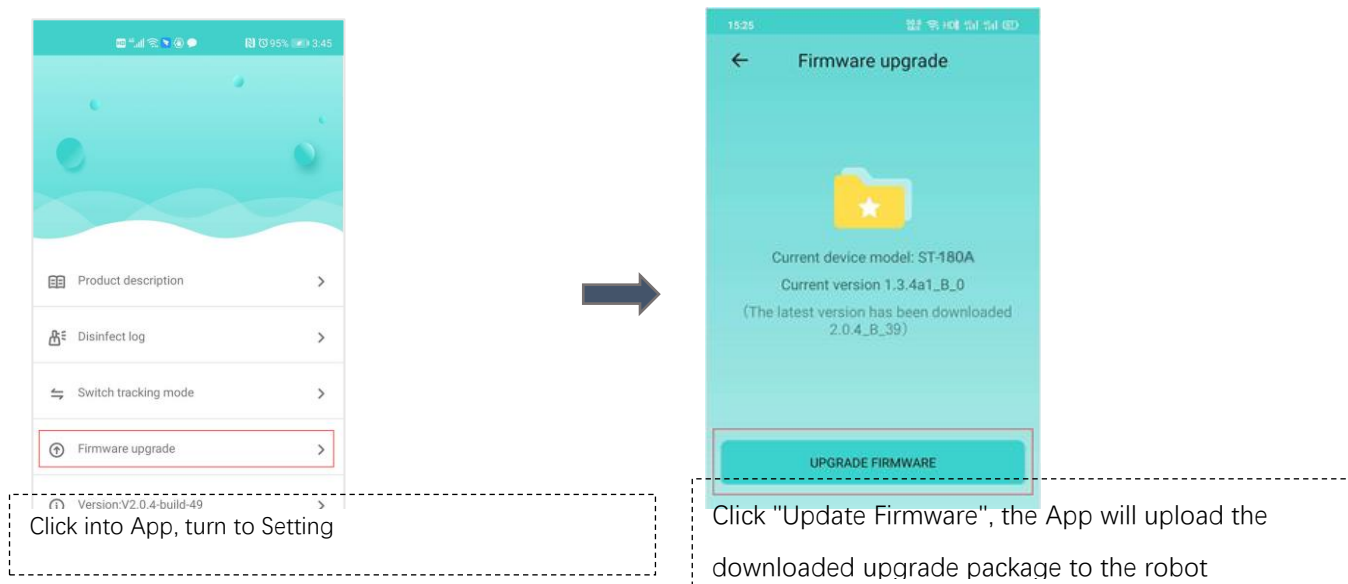 95% 3:45
Product description
Disinfect log
Switch tracking mode
Firmware upgrade
Version:V2.0.4-build-49
Click into App, turn to Setting
15:25
Firmware upgrade
Current device model: ST-180A
Current version 1.3.4a1_B_0
(The latest version has been downloaded
2.0.4_B_39)
UPGRADE FIRMWARE
Click "Update Firmware", the App will upload the
downloaded upgrade package to the robot